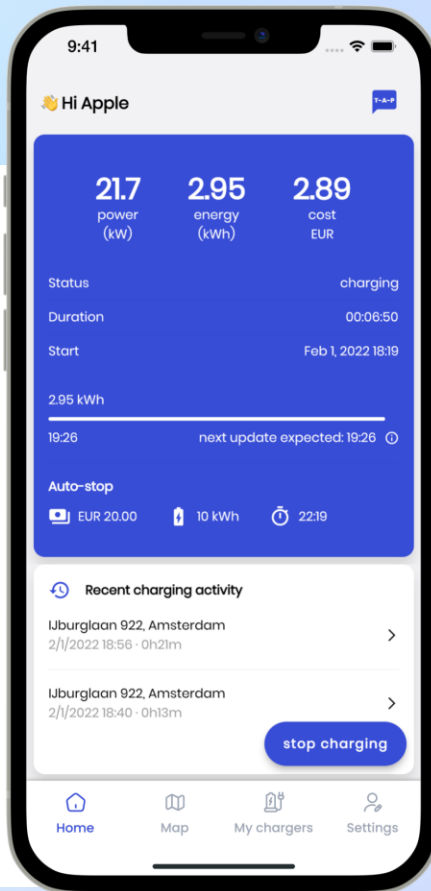 9:41
👋 Hi Apple
T-A-P
21.7 2.95 2.89
power energy cost
(kW) (kWh) EUR
Status charging
Duration 00:06:50
Start Feb 1, 2022 18:19
2.95 kWh
19:26 next update expected: 19:26
Auto-stop
EUR 20.00 10 kWh 22:19
Recent charging activity
IJburglaan 922, Amsterdam
2/1/2022 18:56 · 0h21m
IJburglaan 922, Amsterdam
2/1/2022 18:40 · 0h13m
stop charging
Home Map My chargers Settings